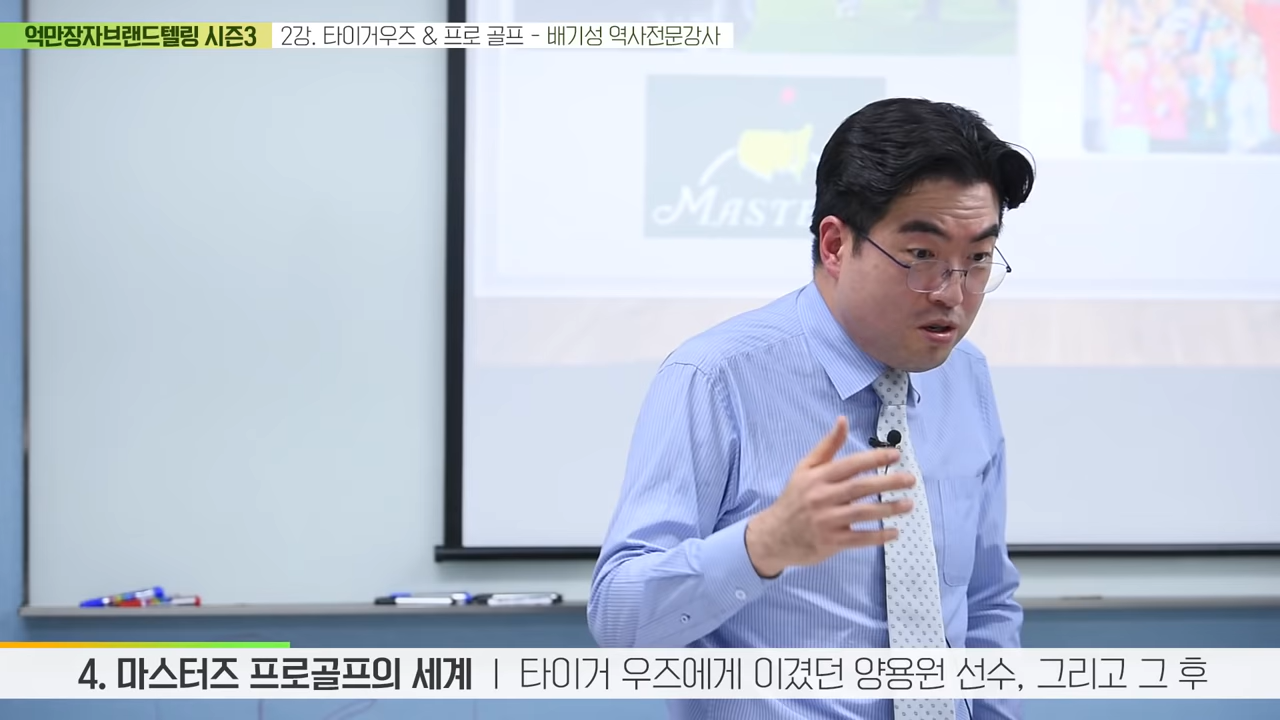 억만장자브랜드텔링 시즌3 2강. 타이거우즈 & 프로 골프 - 배기성 역사전문강사
4. 마스터즈 프로골프의 세계 | 타이거 우즈에게 이겼던 양용원 선수, 그리고 그 후